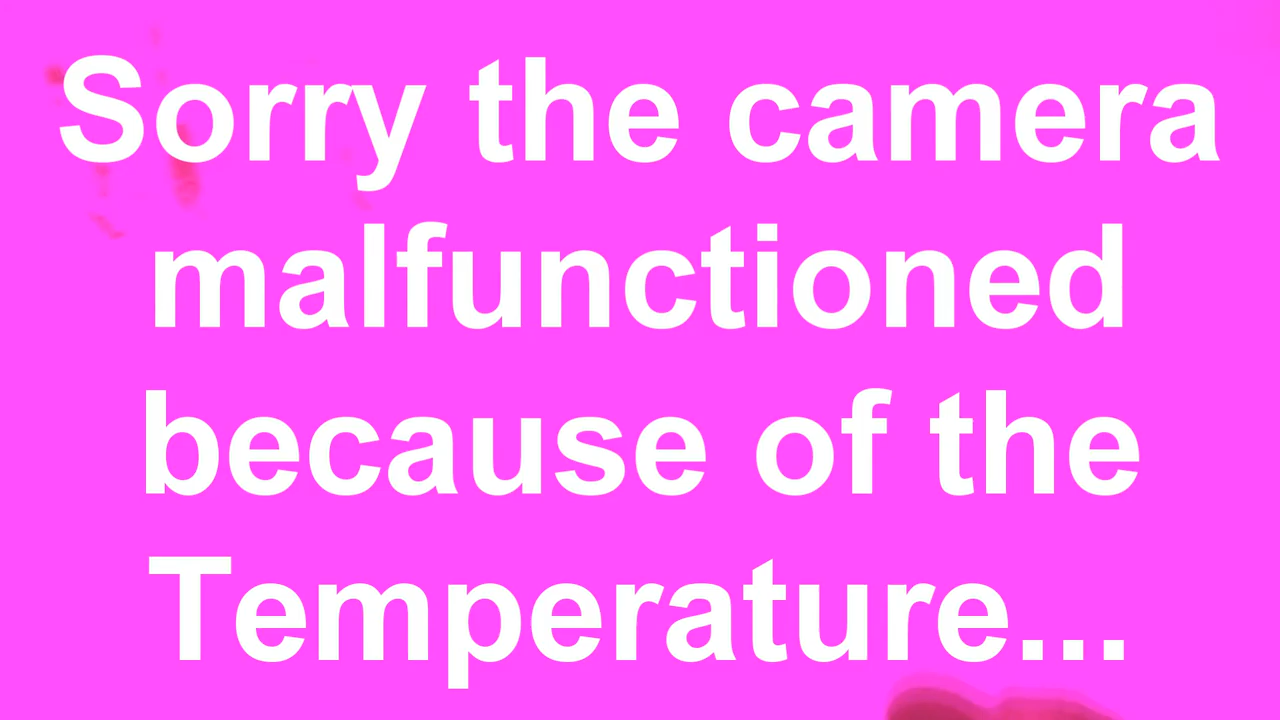 Sorry the camera
malfunctioned
because of the
Temperature...